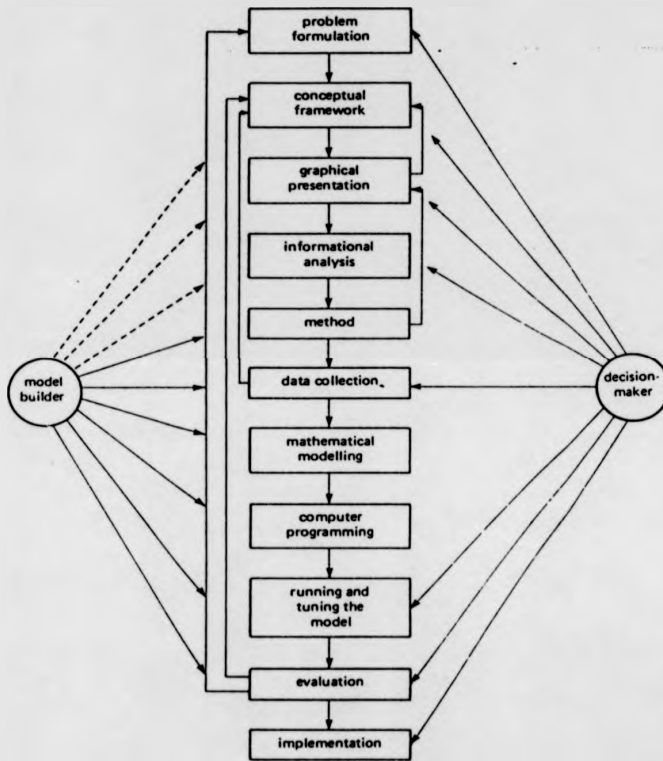 problem
formulation
conceptual
framework
graphical
presentation
informational
analysis
method
model
builder
data collection
decision-
maker
mathematical
modelling
computer
programming
running and
tuning the
model
evaluation
implementation